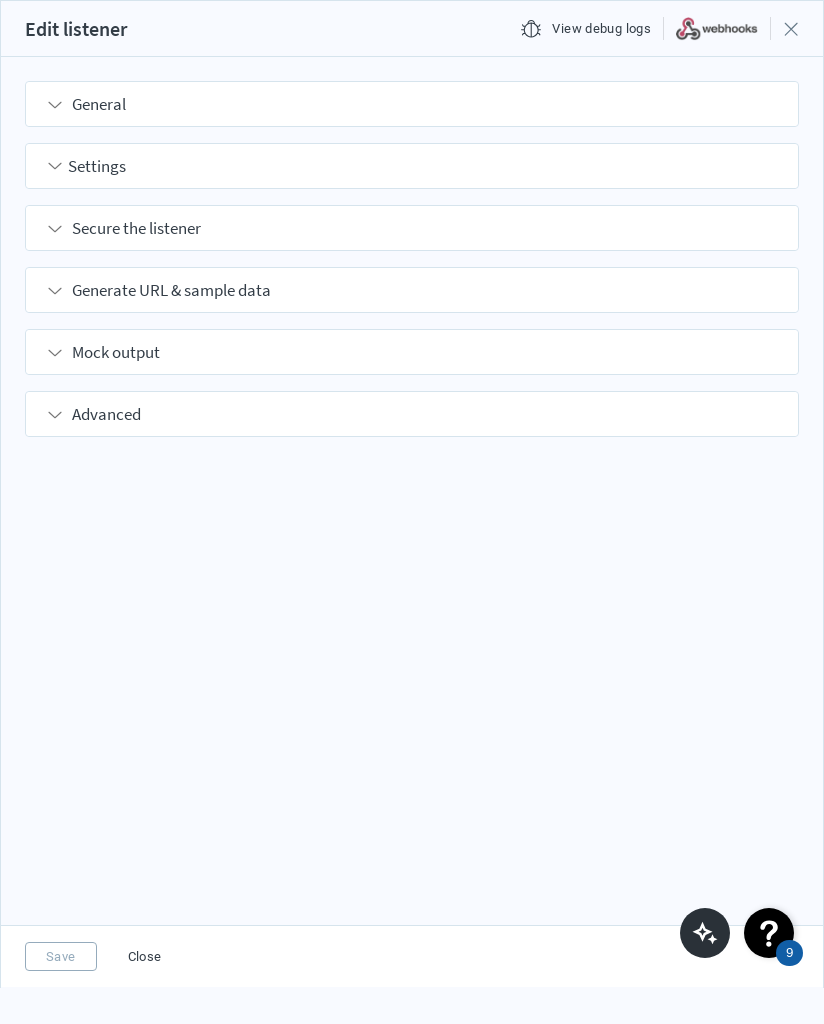 Edit listener
View debug logs
webhooks
General
Settings
Secure the listener
Generate URL & sample data
Mock output
Advanced
Save
Close
?
9